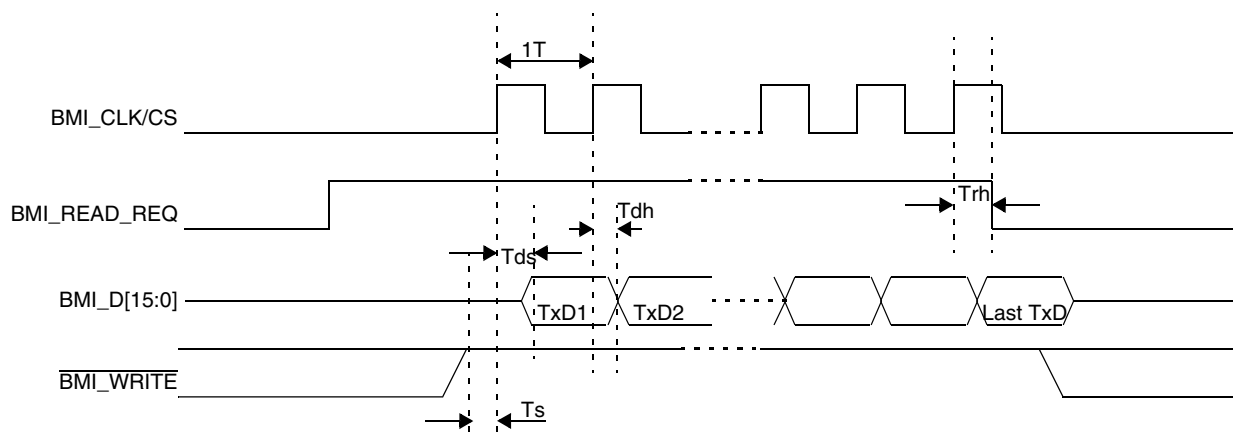 1T
BMI_CLK/CS
Trh
BMI_READ_REQ
Tdh
Tds
BMI_D[15:0]
TxD1
TxD2
Last TxD
BMI_WRITE
Ts